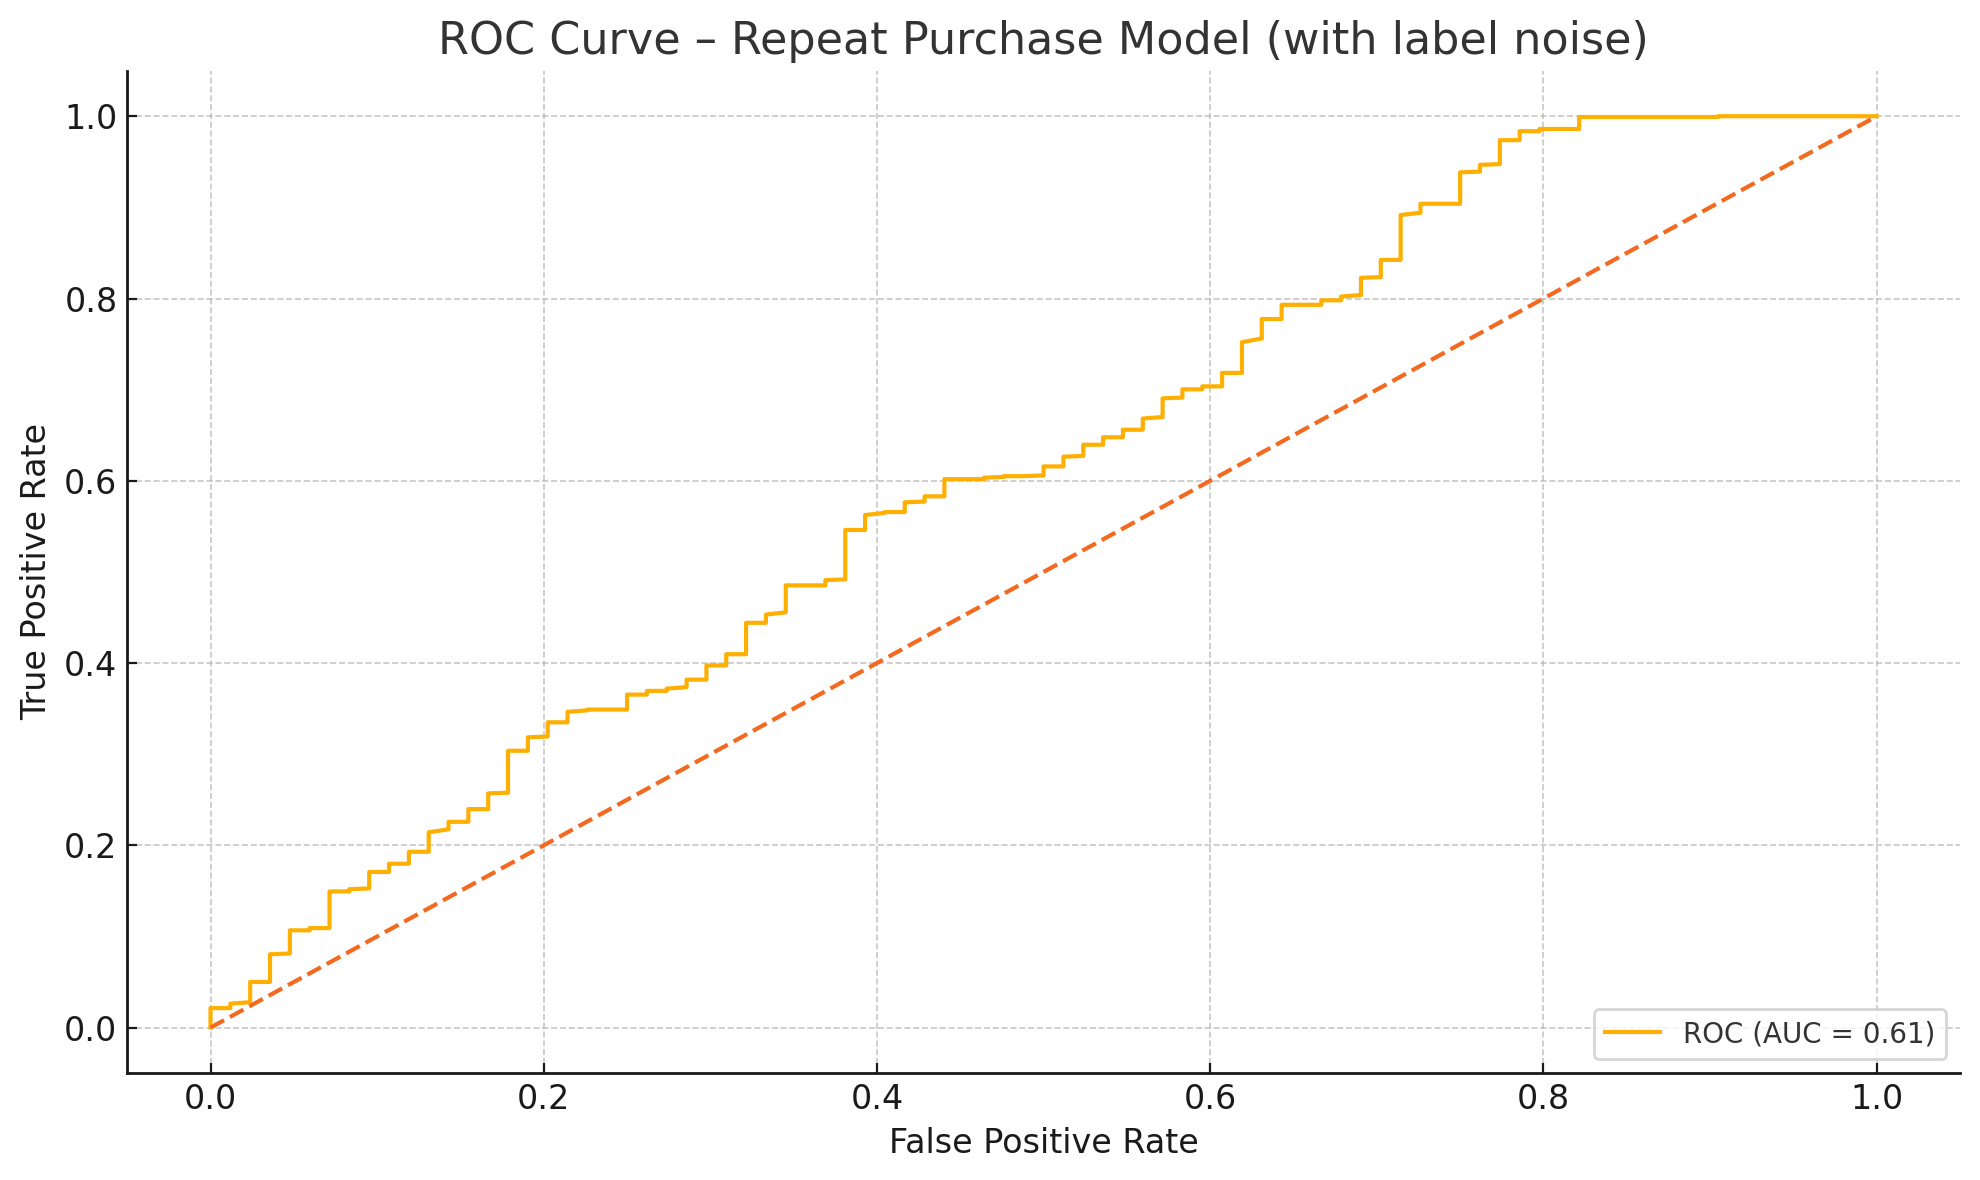 ROC Curve – Repeat Purchase Model (with label noise)
True Positive Rate
1.0
0.8
0.6
0.4
0.2
0.0
ROC (AUC = 0.61)
0.0 0.2 0.4 0.6 0.8 1.0
False Positive Rate